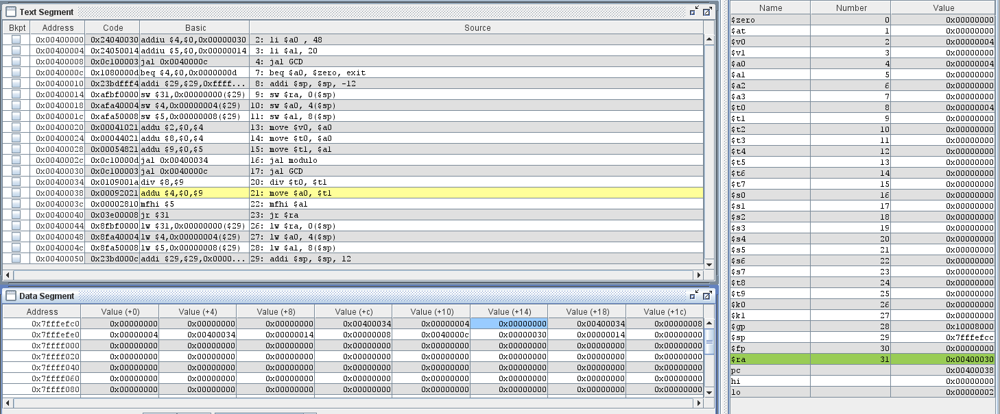 Text Segment
Bkpt Address Code Basic Source
0x00400000 0x24040030 addiu $4,$0,0x00000030 2: li $a0 , 48
0x00400004 0x24050014 addiu $5,$0,0x00000014 3: li $a1, 20
0x00400008 0x0c100003 jal 0x0040000c 4: jal GCD
0x0040000c 0x1080000d beq $4,$0,0x0000000d 7: beq $a0, $zero, exit
0x00400010 0x23bdfff4 addi $29,$29,0xffff... 8: addi $sp, $sp, -12
0x00400014 0xafbf0000 sw $31,0x00000000($29) 9: sw $ra, 0($sp)
0x00400018 0xafa40004 sw $4,0x00000004($29) 10: sw $a0, 4($sp)
0x0040001c 0xafa50008 sw $5,0x00000008($29) 11: sw $a1, 8($sp)
0x00400020 0x00041021 addu $2,$0,$4 13: move $v0, $a0
0x00400024 0x00044021 addu $8,$0,$4 14: move $t0, $a0
0x00400028 0x00054821 addu $9,$0,$5 15: move $t1, $a1
0x0040002c 0x0c10000d jal 0x00400034 16: jal modulo
0x00400030 0x0c100003 jal 0x0040000c 17: jal GCD
0x00400034 0x0109001a div $8,$9 20: div $t0, $t1
0x00400038 0x00092021 addu $4,$0,$9 21: move $a0, $t1
0x0040003c 0x00002810 mfhi $5 22: mfhi $a1
0x00400040 0x03e00008 jr $31 23: jr $ra
0x00400044 0x8fbf0000 lw $31,0x00000000($29) 26: lw $ra, 0($sp)
0x00400048 0x8fa40004 lw $4,0x00000004($29) 27: lw $a0, 4($sp)
0x0040004c 0x8fa50008 lw $5,0x00000008($29) 28: lw $a1, 8($sp)
0x00400050 0x23bd000c addi $29,$29,0x0000... 29: addi $sp, $sp, 12
Data Segment
Address Value (+0) Value (+4) Value (+8) Value (+c) Value (+10) Value (+14) Value (+18) Value (+1c)
0x7fffefc0 0x00000000 0x00000000 0x00000000 0x00400034 0x00000004 0x00000000 0x00400034 0x00000008
0x7fffefe0 0x00000004 0x00400034 0x00000014 0x00000008 0x0040000c 0x00000030 0x00000014 0x00000000
0x7ffff000 0x00000000 0x00000000 0x00000000 0x00000000 0x00000000 0x00000000 0x00000000 0x00000000
0x7ffff020 0x00000000 0x00000000 0x00000000 0x00000000 0x00000000 0x00000000 0x00000000 0x00000000
0x7ffff040 0x00000000 0x00000000 0x00000000 0x00000000 0x00000000 0x00000000 0x00000000 0x00000000
0x7ffff060 0x00000000 0x00000000 0x00000000 0x00000000 0x00000000 0x00000000 0x00000000 0x00000000
0x7ffff080 0x00000000 0x00000000 0x00000000 0x00000000 0x00000000 0x00000000 0x00000000 0x00000000
Name Number Value
$zero 0 0x00000000
$at 1 0x00000000
$v0 2 0x00000004
$v1 3 0x00000000
$a0 4 0x00000004
$a1 5 0x00000000
$a2 6 0x00000000
$a3 7 0x00000000
$t0 8 0x00000004
$t1 9 0x00000000
$t2 10 0x00000000
$t3 11 0x00000000
$t4 12 0x00000000
$t5 13 0x00000000
$t6 14 0x00000000
$t7 15 0x00000000
$s0 16 0x00000000
$s1 17 0x00000000
$s2 18 0x00000000
$s3 19 0x00000000
$s4 20 0x00000000
$s5 21 0x00000000
$s6 22 0x00000000
$s7 23 0x00000000
$t8 24 0x00000000
$t9 25 0x00000000
$k0 26 0x00000000
$k1 27 0x00000000
$gp 28 0x10008000
$sp 29 0x7fffefcc
$fp 30 0x00000000
$ra 31 0x00400030
pc 0x00400038
hi 0x00000000
lo 0x00000002